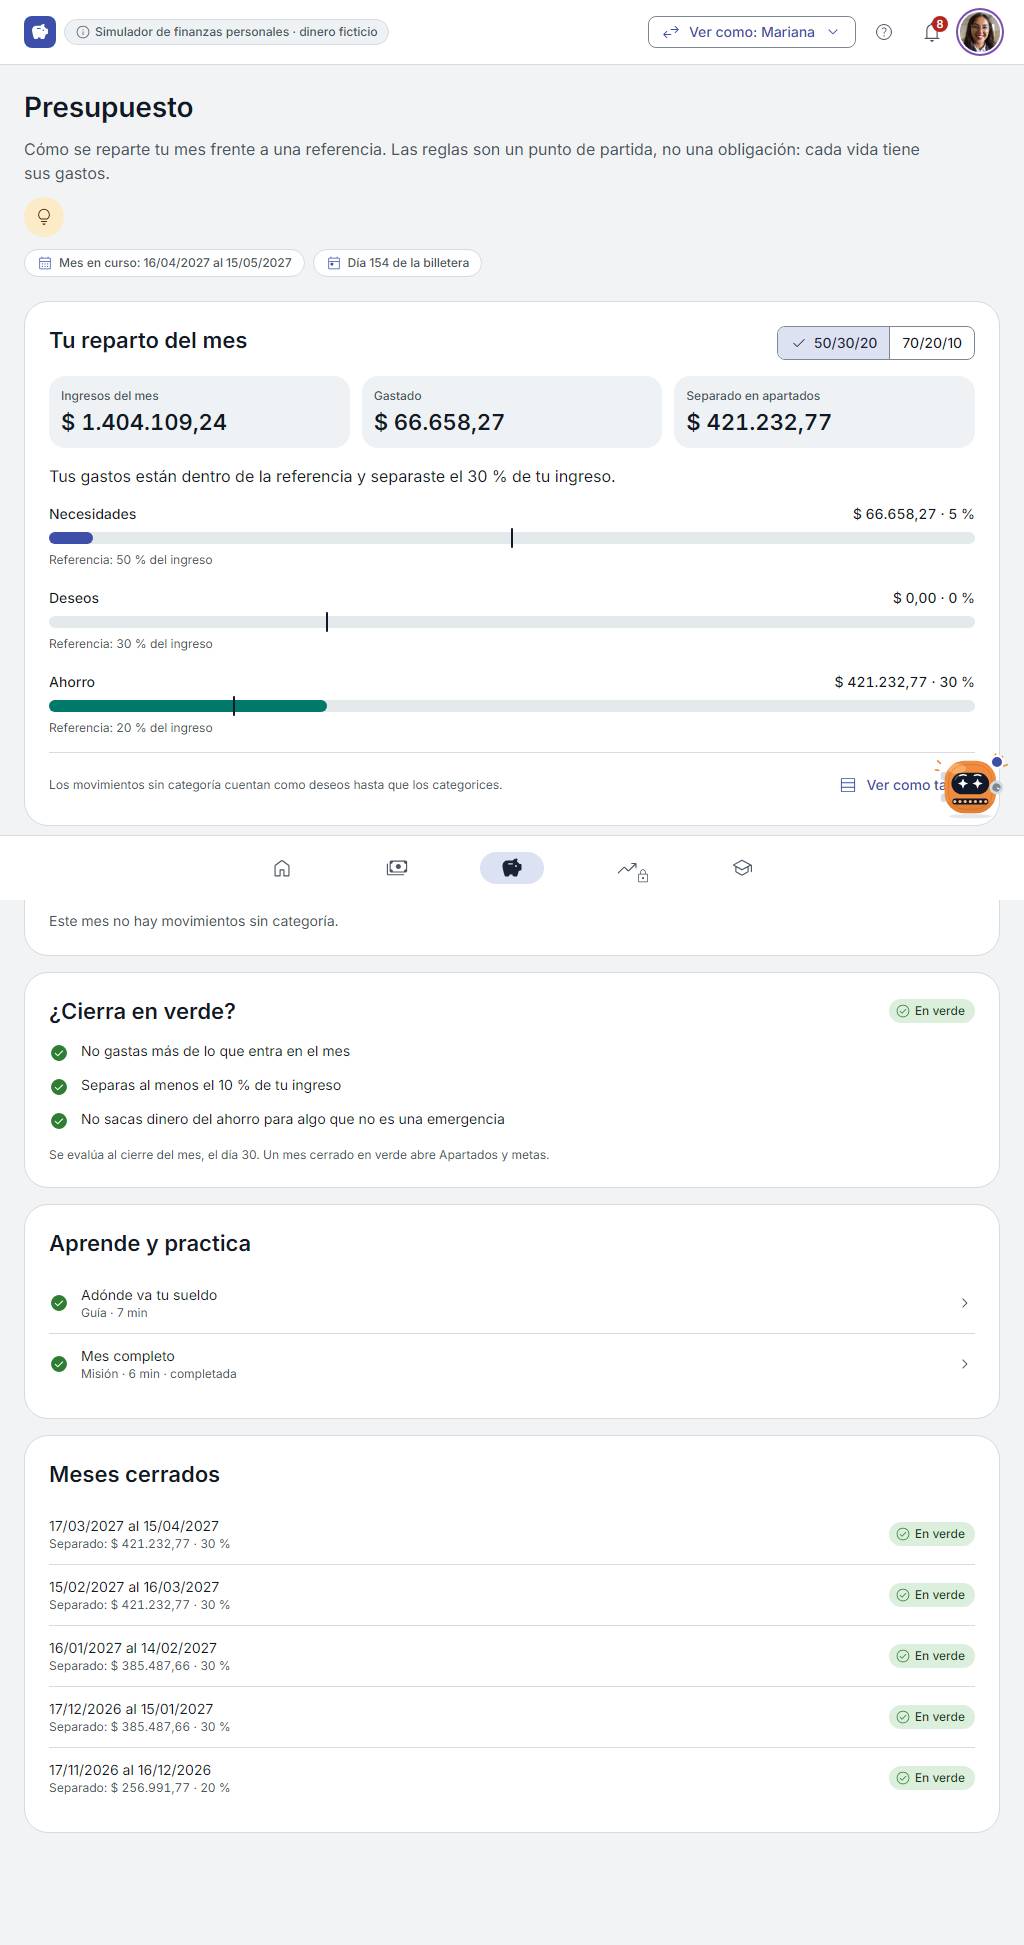 Simulador de finanzas personales · dinero ficticio
Ver como: Mariana
8
Presupuesto
Cómo se reparte tu mes frente a una referencia. Las reglas son un punto de partida, no una obligación: cada vida tiene
sus gastos.
Mes en curso: 16/04/2027 al 15/05/2027
Día 154 de la billetera
Tu reparto del mes
50/30/20
70/20/10
Ingresos del mes
$ 1.404.109,24
Gastado
$ 66.658,27
Separado en apartados
$ 421.232,77
Tus gastos están dentro de la referencia y separaste el 30 % de tu ingreso.
Necesidades
$ 66.658,27 · 5 %
Referencia: 50 % del ingreso
Deseos
$ 0,00 · 0 %
Referencia: 30 % del ingreso
Ahorro
$ 421.232,77 · 30 %
Referencia: 20 % del ingreso
Los movimientos sin categoría cuentan como deseos hasta que los categorices.
Ver como
Este mes no hay movimientos sin categoría.
¿Cierra en verde?
En verde
No gastas más de lo que entra en el mes
Separas al menos el 10 % de tu ingreso
No sacas dinero del ahorro para algo que no es una emergencia
Se evalúa al cierre del mes, el día 30. Un mes cerrado en verde abre Apartados y metas.
Aprende y practica
Adónde va tu sueldo
Guía · 7 min
Mes completo
Misión · 6 min · completada
Meses cerrados
17/03/2027 al 15/04/2027
Separado: $ 421.232,77 · 30 %
En verde
15/02/2027 al 16/03/2027
Separado: $ 421.232,77 · 30 %
En verde
16/01/2027 al 14/02/2027
Separado: $ 385.487,66 · 30 %
En verde
17/12/2026 al 15/01/2027
Separado: $ 385.487,66 · 30 %
En verde
17/11/2026 al 16/12/2026
Separado: $ 256.991,77 · 20 %
En verde